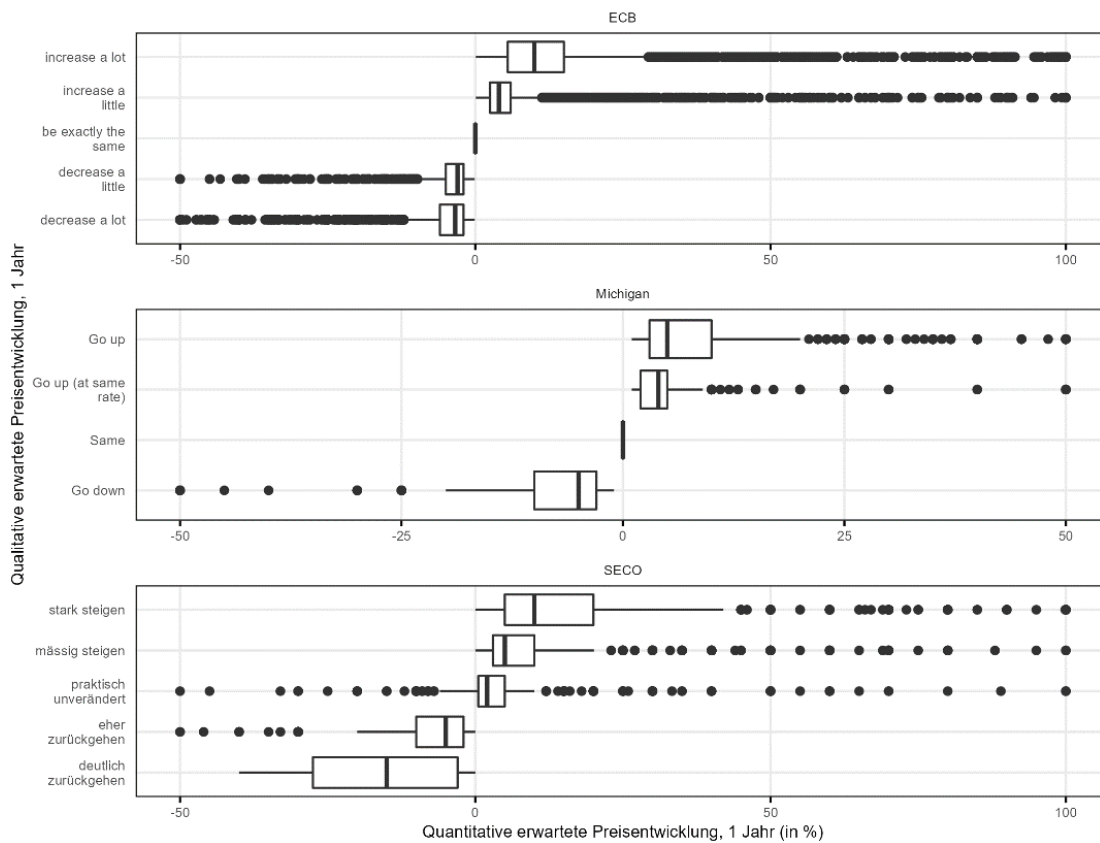 ECB
increase a lot
increase a
little
be exactly the
same
decrease a
little
decrease a lot
-50
0
50
100
Michigan
Go up
Go up (at same
rate)
Same
Go down
-50
-25
0
25
50
SECO
stark steigen
mässig steigen
praktisch
unverändert
eher
zurückgehen
deutlich
zurückgehen
-50
0
50
100
Qualitative erwartete Preisentwicklung, 1 Jahr
Quantitative erwartete Preisentwicklung, 1 Jahr (in %)